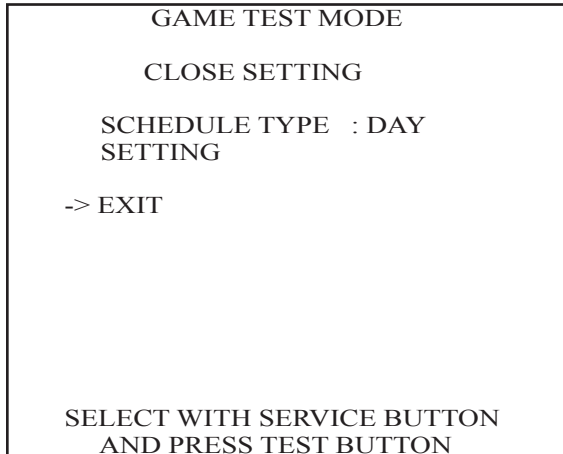 GAME TEST MODE
CLOSE SETTING
SCHEDULE TYPE : DAY
SETTING
-> EXIT
SELECT WITH SERVICE BUTTON
AND PRESS TEST BUTTON